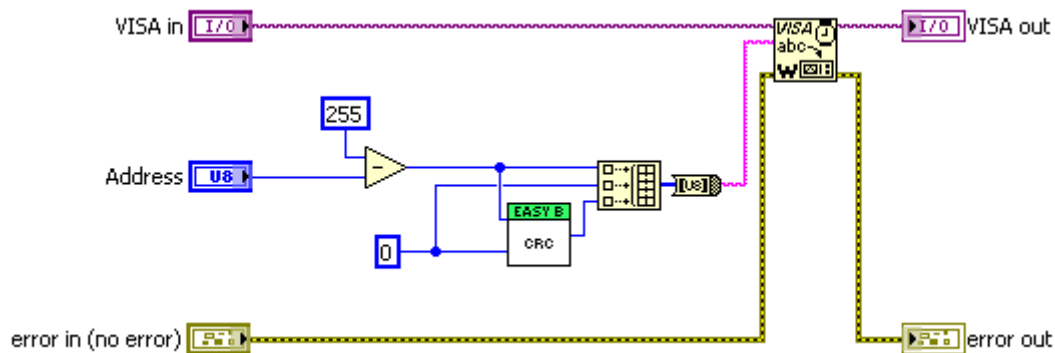 VISA in
I/O
VISA
abc
W
I/O
VISA out
255
Address
U8
-
[U8]
EASY B
CRC
0
error in (no error)
error out